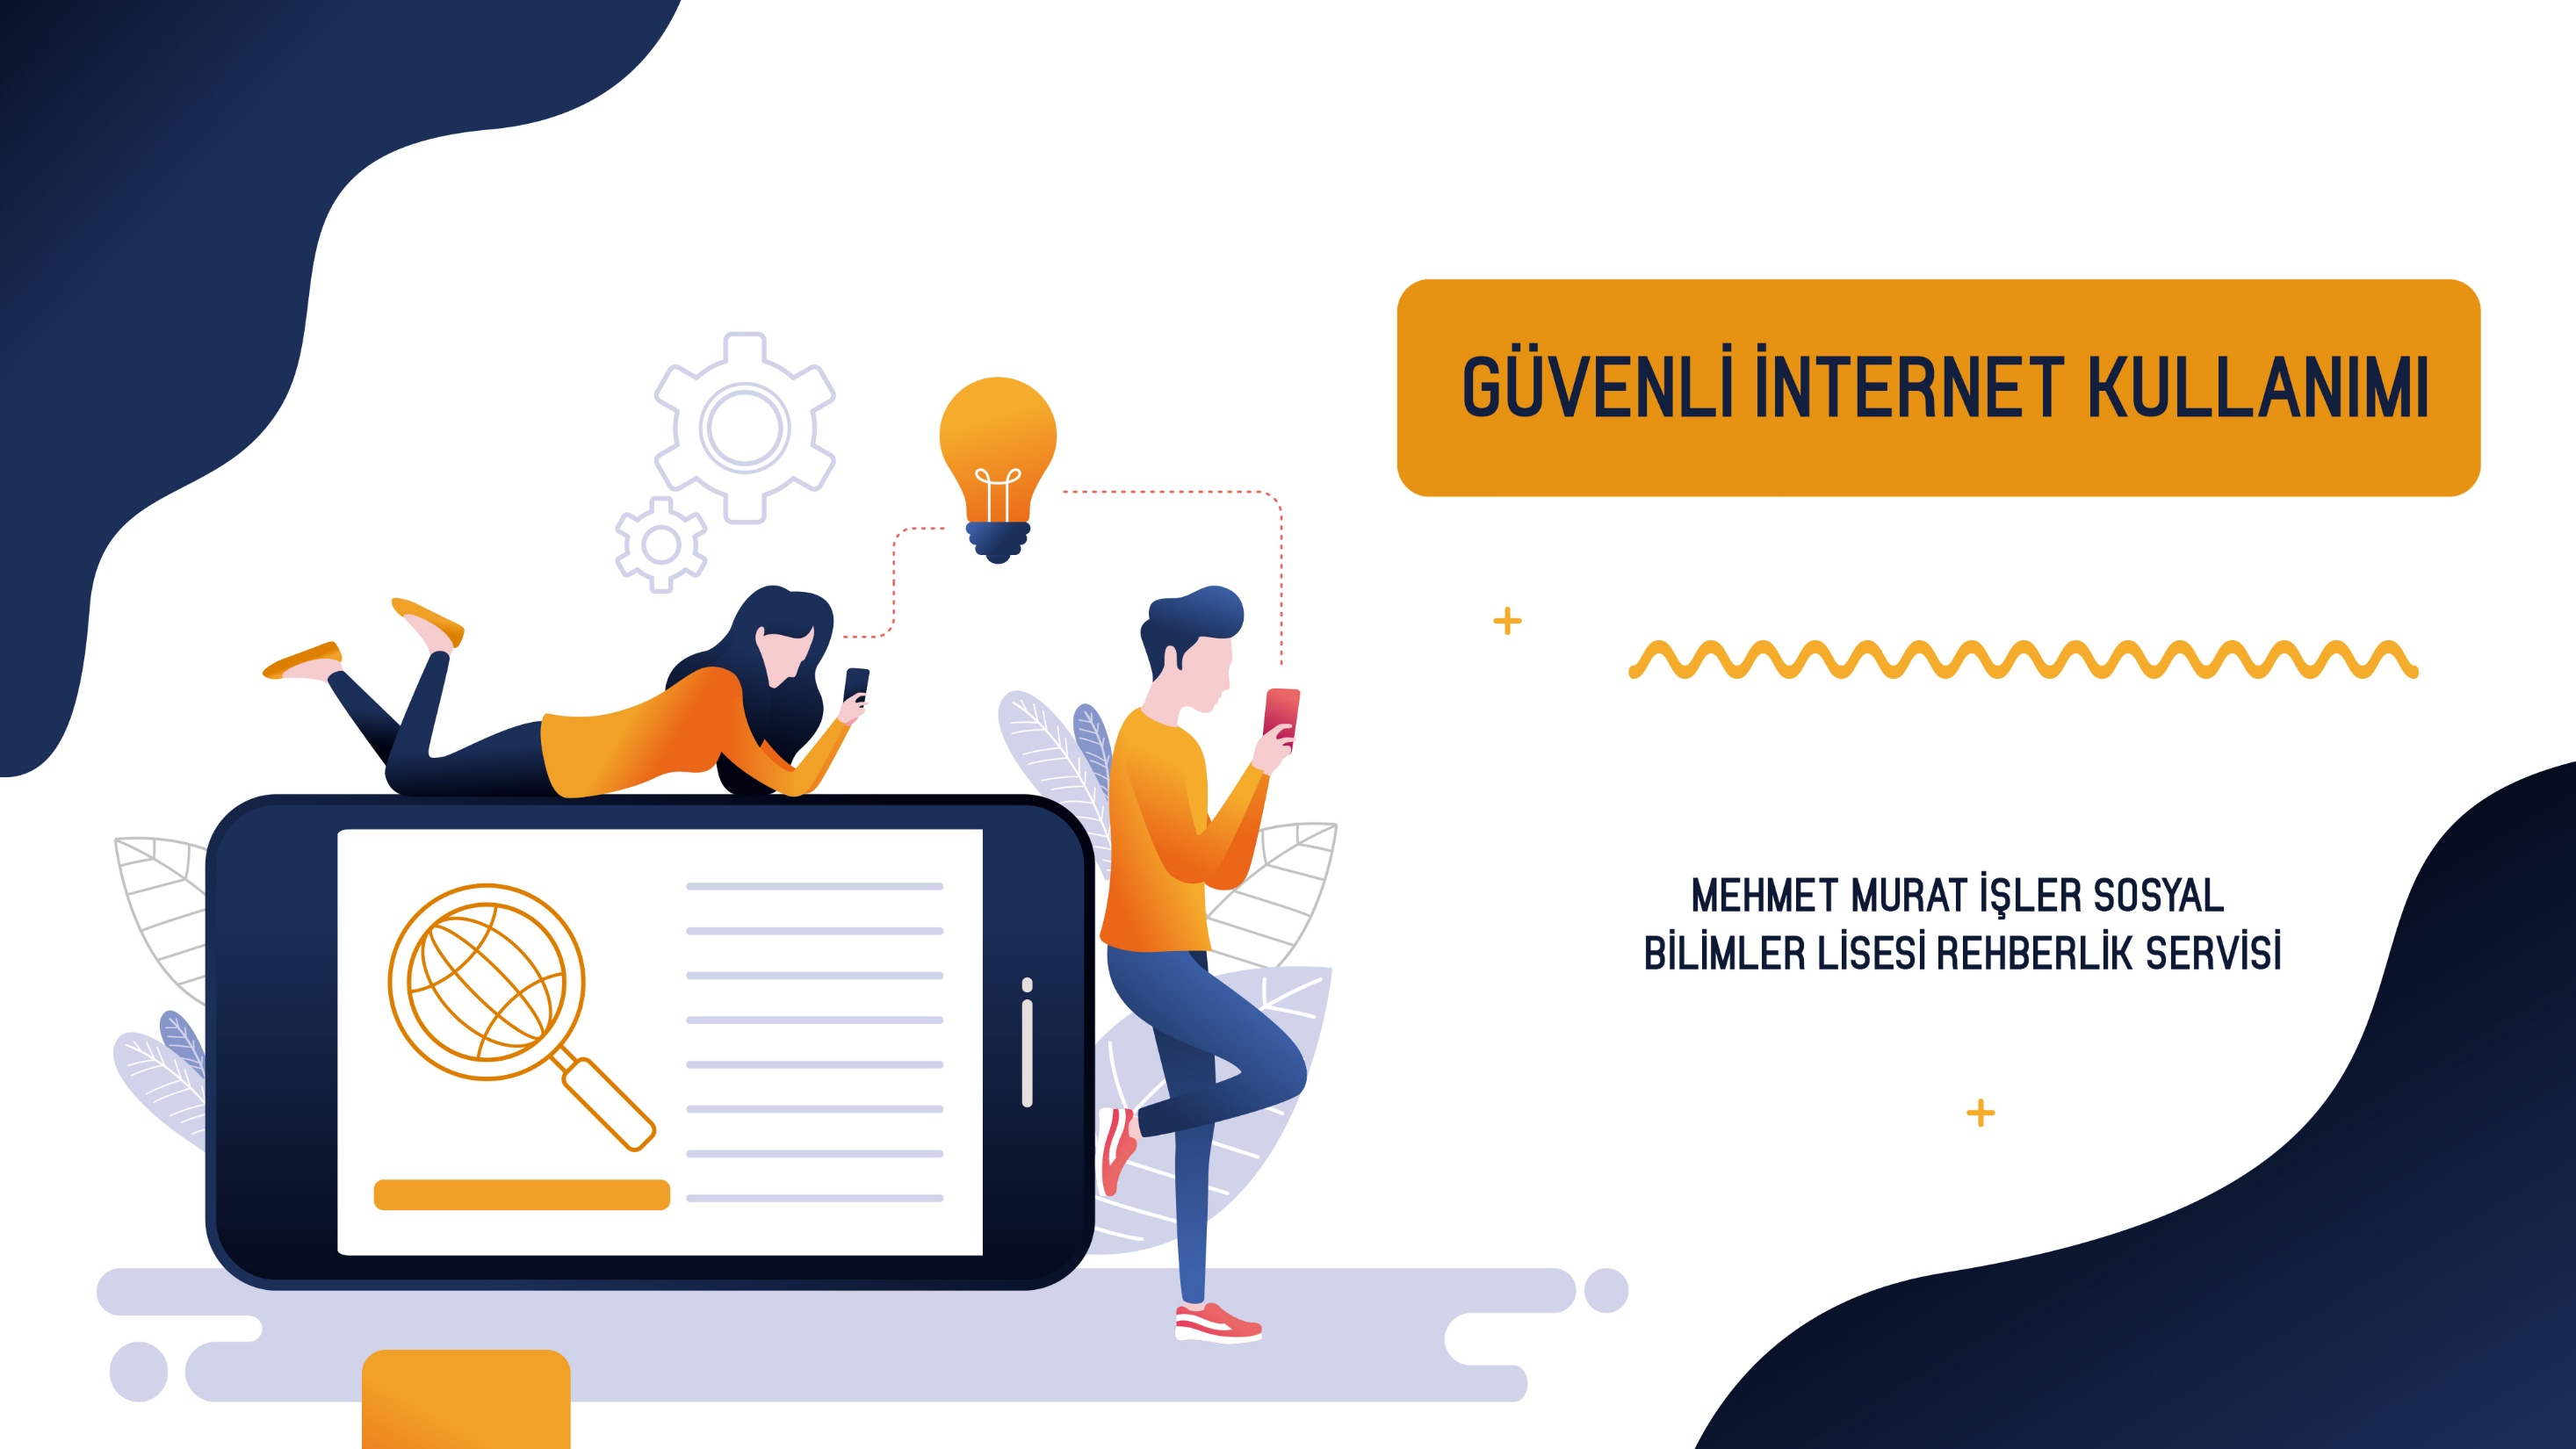 GÜVENLİ İNTERNET KULLANIMI
MEHMET MURAT İŞLER SOSYAL
BİLİMLER LİSESİ REHBERLİK SERVİSİ